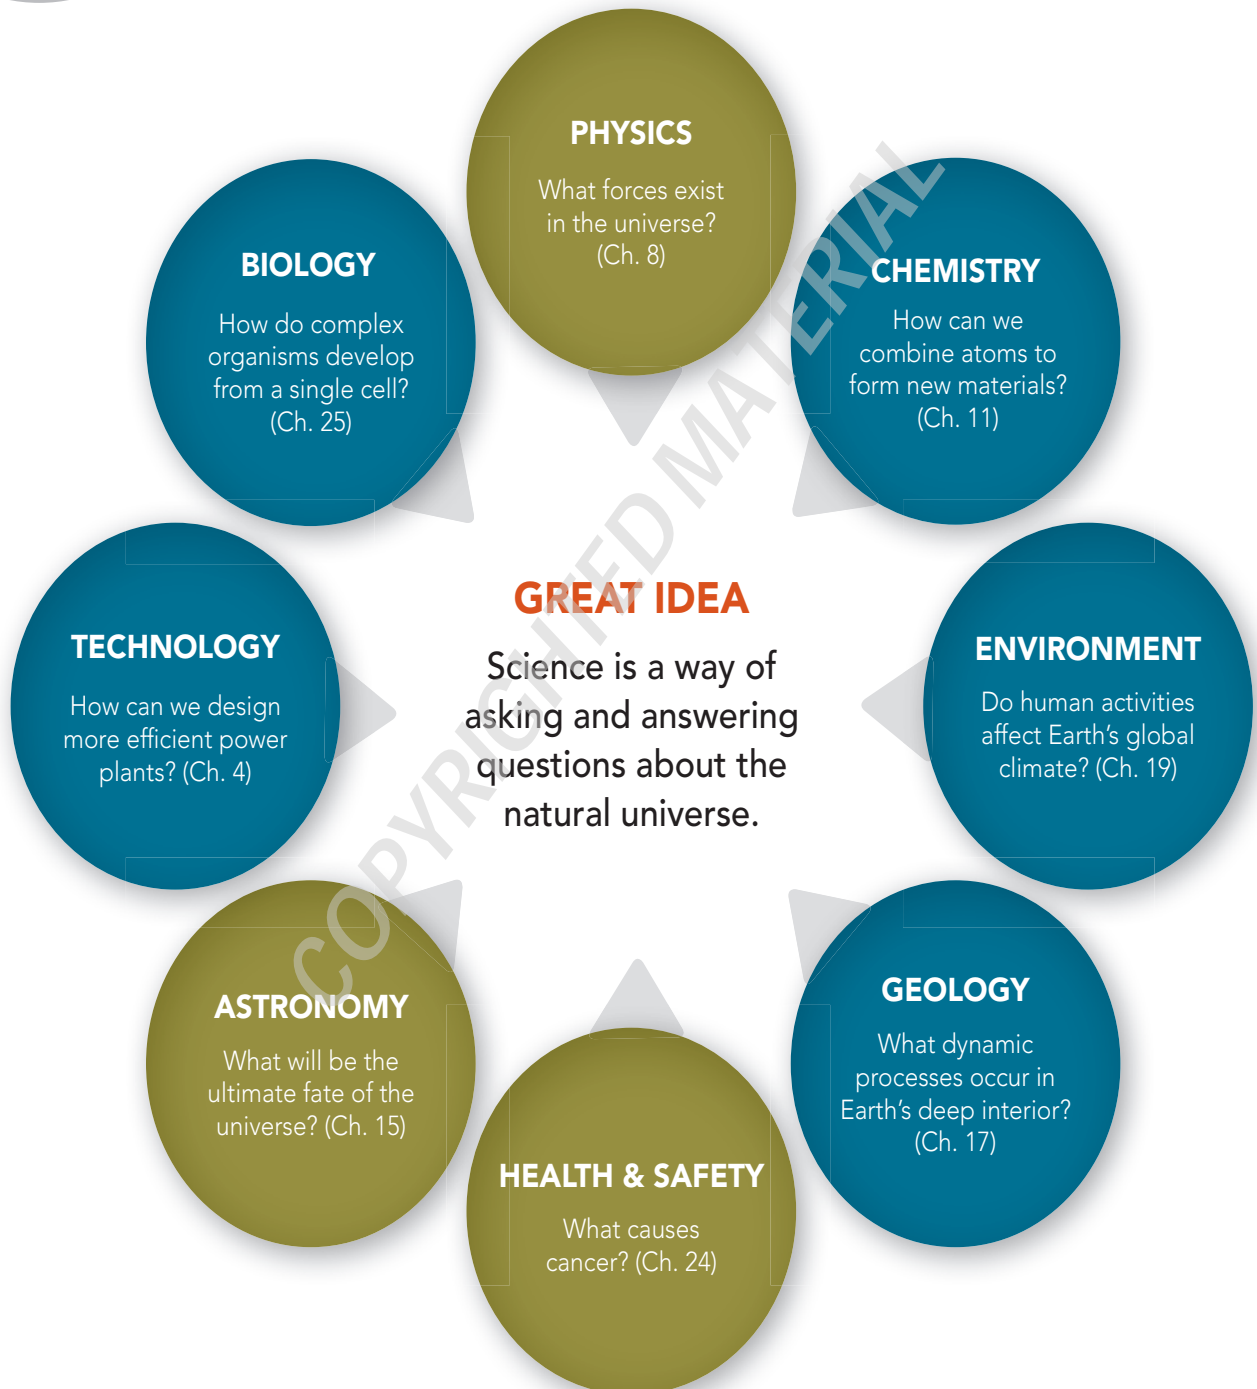 PHYSICS
What forces exist
in the universe?
(Ch. 8)
CHEMISTRY
How can we
combine atoms to
form new materials?
(Ch. 11)
ENVIRONMENT
Do human activities
affect Earth’s global
climate? (Ch. 19)
GEOLOGY
What dynamic
processes occur in
Earth’s deep interior?
(Ch. 17)
HEALTH & SAFETY
What causes
cancer? (Ch. 24)
ASTRONOMY
What will be the
ultimate fate of the
universe? (Ch. 15)
TECHNOLOGY
How can we design
more efficient power
plants? (Ch. 4)
BIOLOGY
How do complex
organisms develop
from a single cell?
(Ch. 25)
GREAT IDEA
Science is a way of
asking and answering
questions about the
natural universe.
COPYRIGHTED MATERIAL